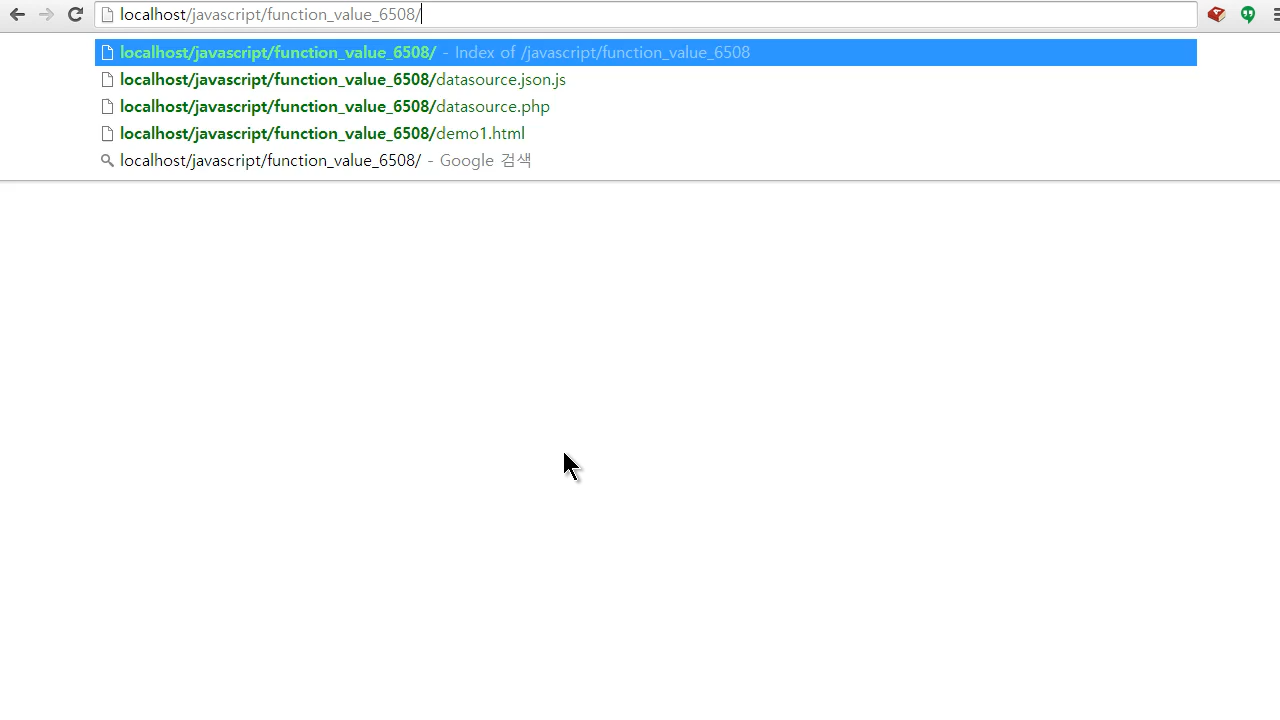 localhost/javascript/function_value_6508/
localhost/javascript/function_value_6508/ - Index of /javascript/function_value_6508
localhost/javascript/function_value_6508/datasource.json.js
localhost/javascript/function_value_6508/datasource.php
localhost/javascript/function_value_6508/demo1.html
localhost/javascript/function_value_6508/ - Google 검색